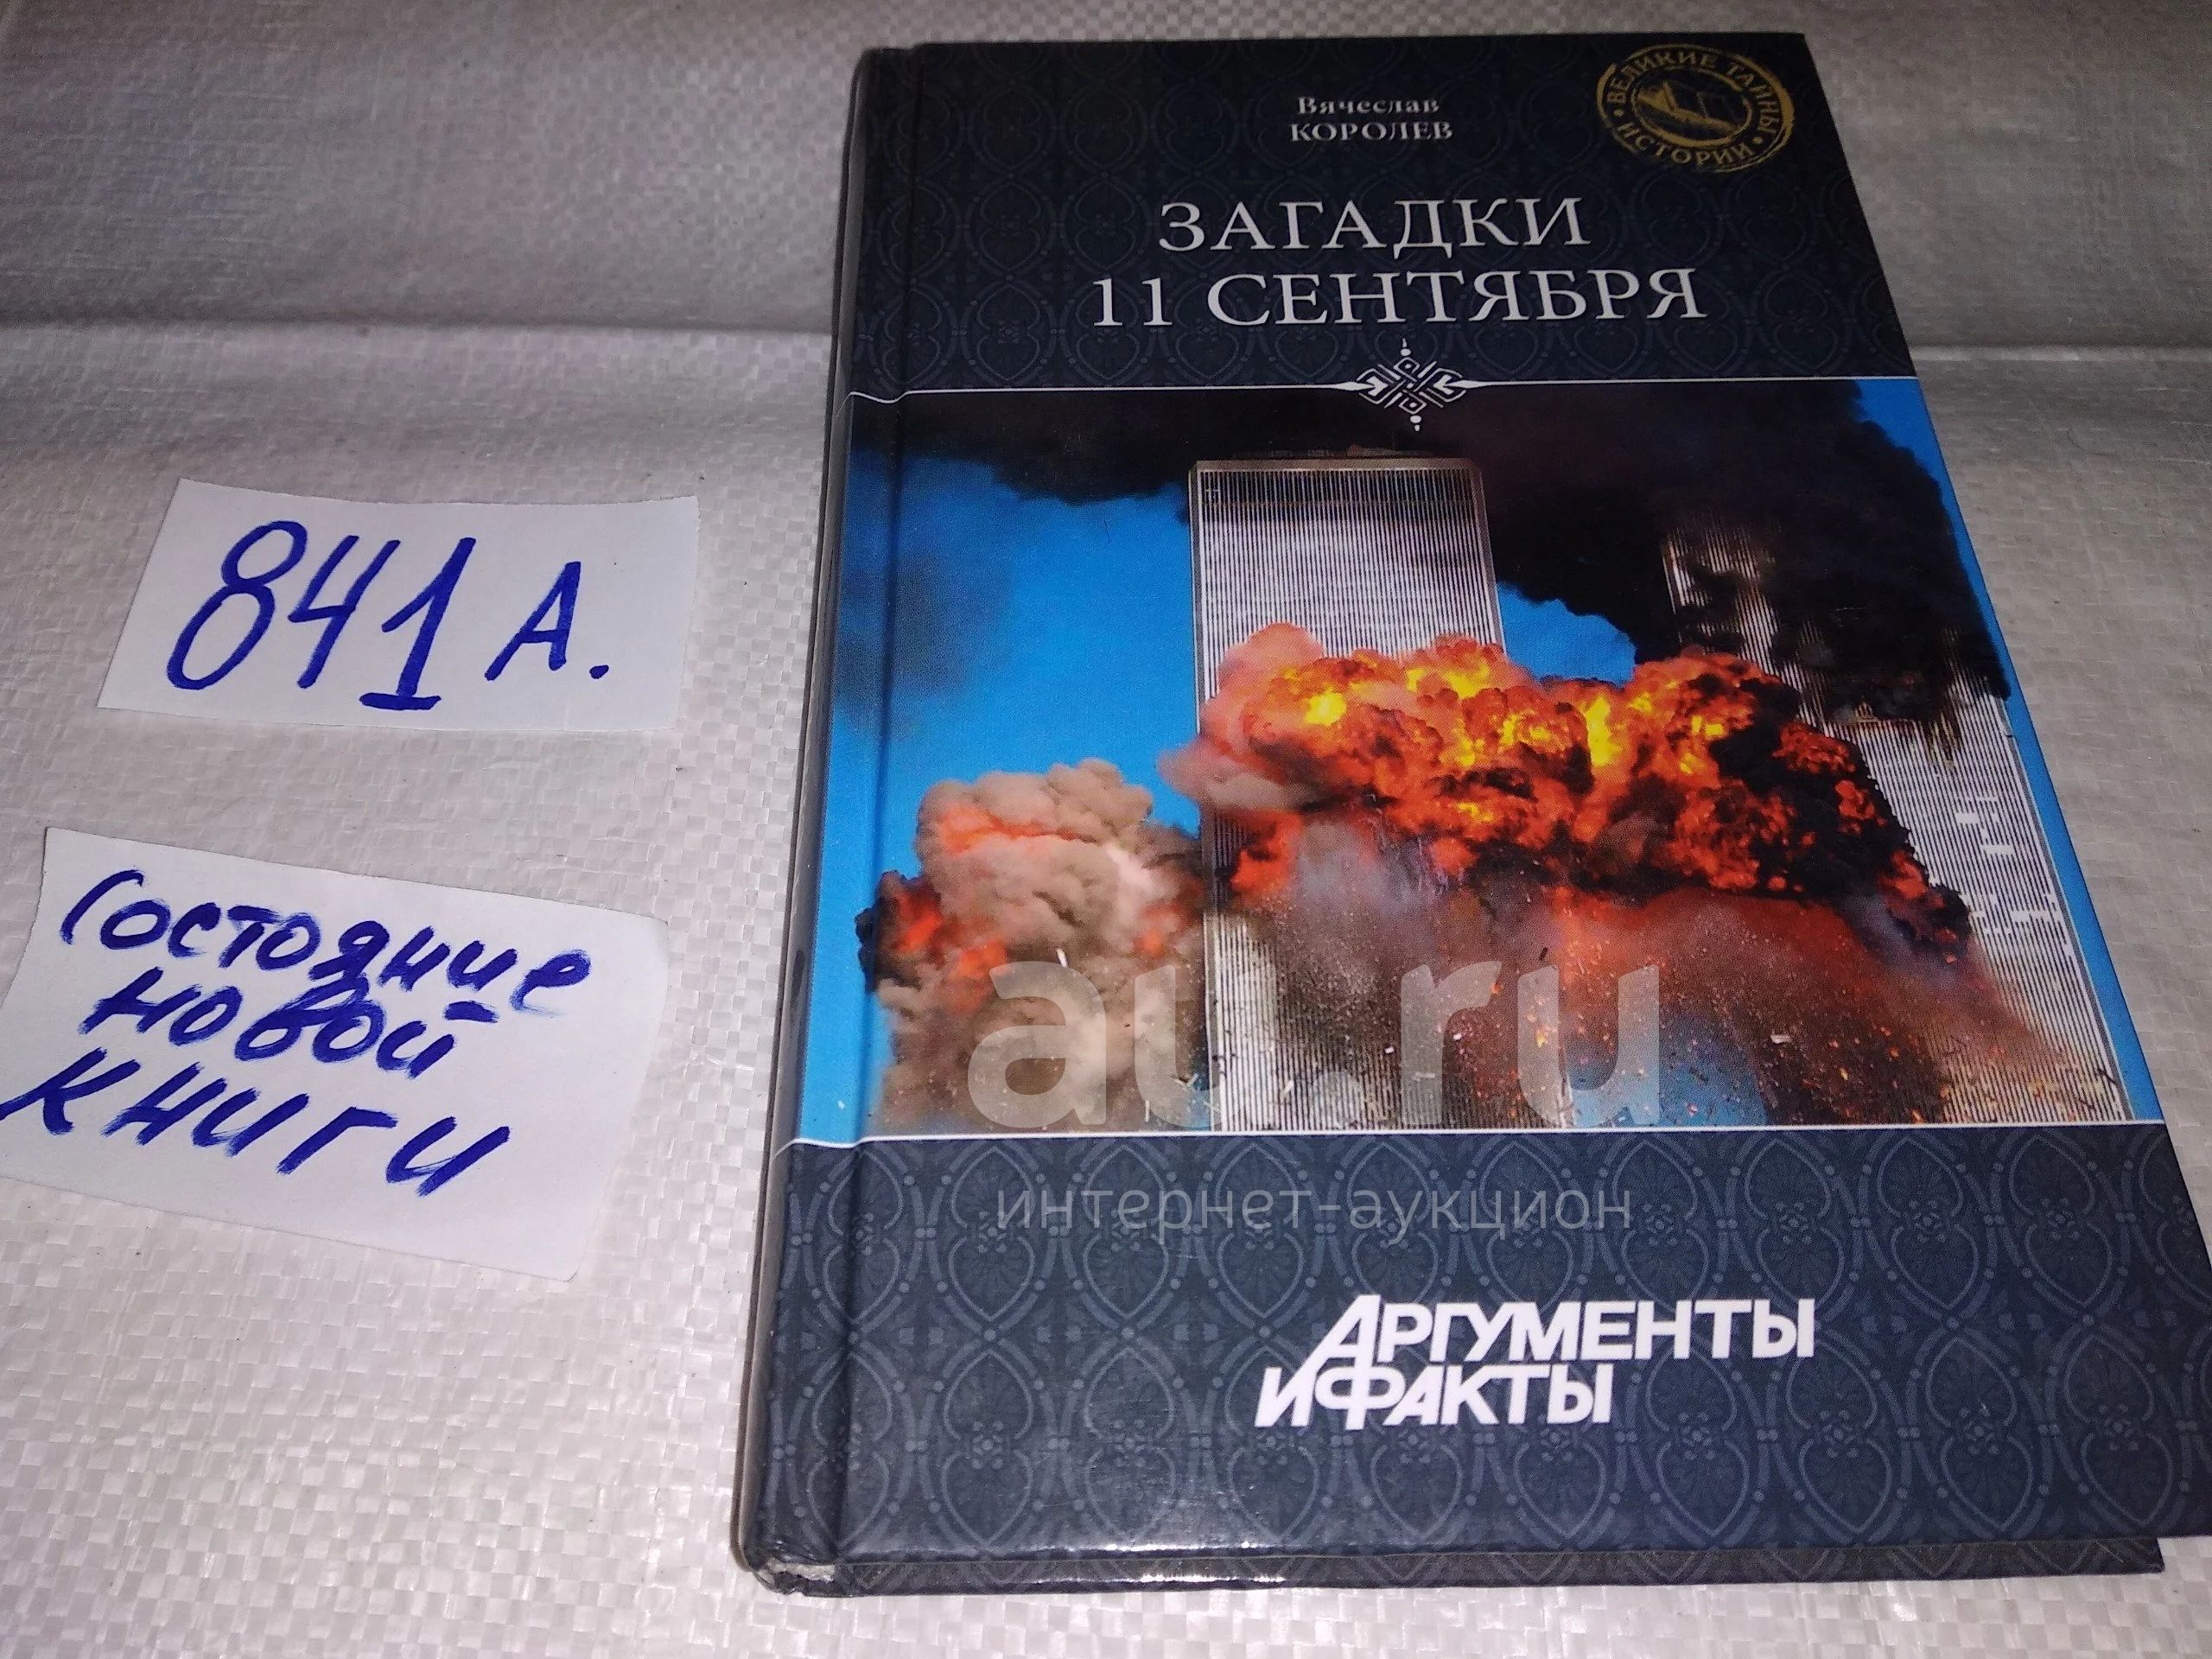 Вячеслав
КОРОЛЕВ
ВЕЛИКИЕ ТАЙНЫ
• ИСТОРИИ •
ЗАГАДКИ
11 СЕНТЯБРЯ
841 А.
Состояние
новой
книги
au.ru
интернет-аукцион
АРГУМЕНТЫ
И ФАКТЫ